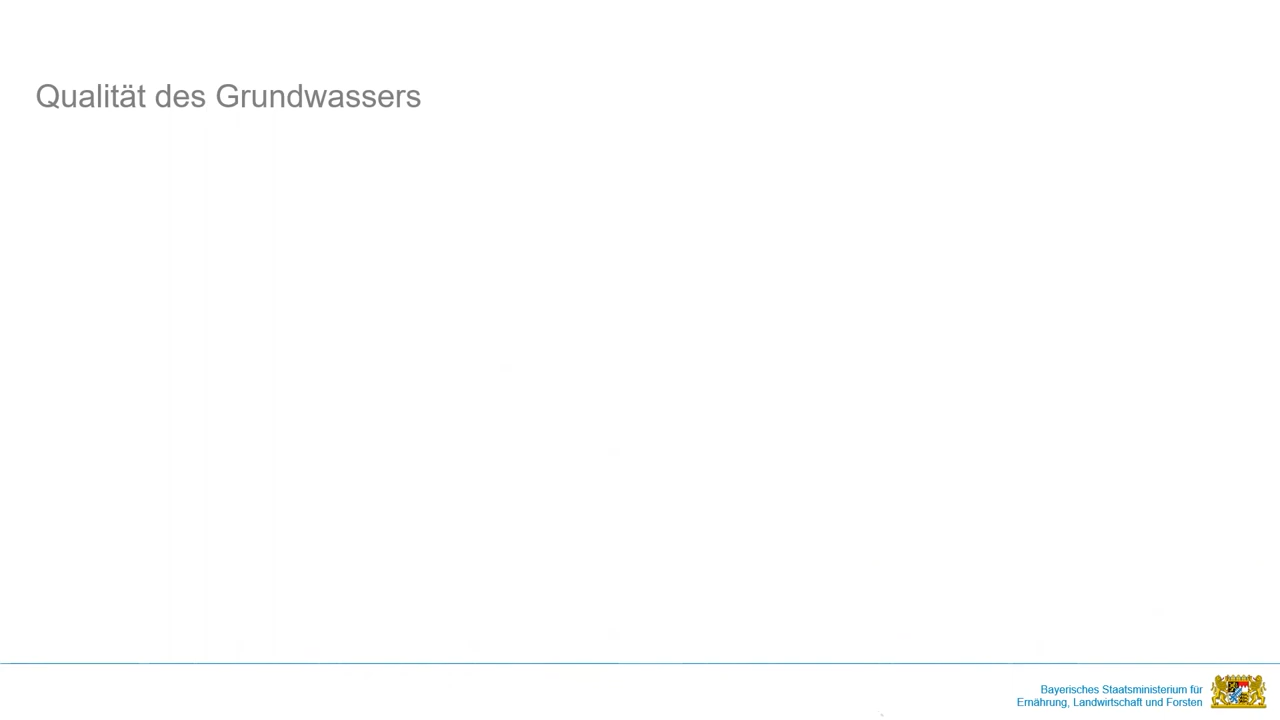 Qualität des Grundwassers
Bayerisches Staatsministerium für
Ernährung, Landwirtschaft und Forsten